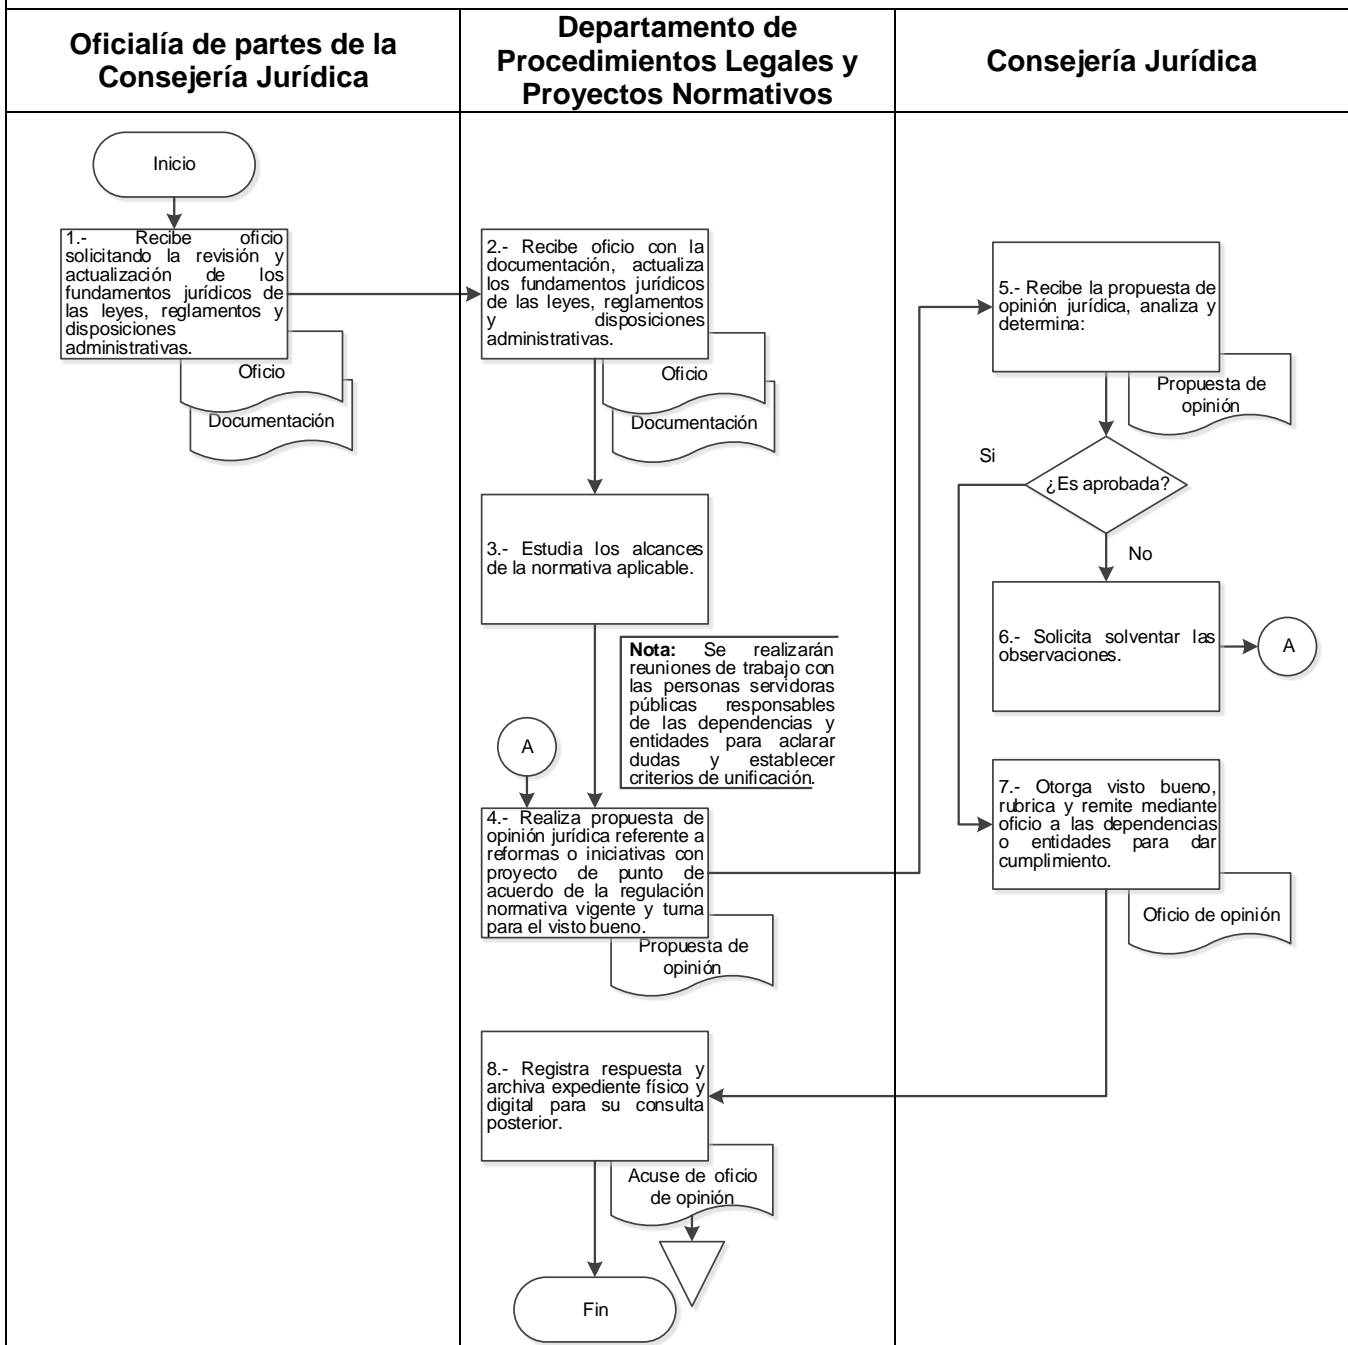 Oficialía de partes de la
Consejería Jurídica
Departamento de
Procedimientos Legales y
Proyectos Normativos
Consejería Jurídica
Inicio
1.- Recibe oficio
solicitando la revisión y
actualización de los
fundamentos jurídicos de
las leyes, reglamentos y
disposiciones
administrativas.
Oficio
Documentación
2.- Recibe oficio con la
documentación, actualiza
los fundamentos jurídicos
de las leyes, reglamentos
y disposiciones
administrativas.
Oficio
Documentación
3.- Estudia los alcances
de la normativa aplicable.
Nota: Se realizarán
reuniones de trabajo con
las personas servidoras
públicas responsables
de las dependencias y
entidades para aclarar
dudas y establecer
criterios de unificación.
A
4.- Realiza propuesta de
opinión jurídica referente a
reformas o iniciativas con
proyecto de punto de
acuerdo de la regulación
normativa vigente y turna
para el visto bueno.
Propuesta de
opinión
5.- Recibe la propuesta de
opinión jurídica, analiza y
determina:
Propuesta de
opinión
Si
¿Es aprobada?
No
6.- Solicita solventar las
observaciones.
A
7.- Otorga visto bueno,
rubrica y remite mediante
oficio a las dependencias
o entidades para dar
cumplimiento.
Oficio de opinión
8.- Registra respuesta y
archiva expediente físico y
digital para su consulta
posterior.
Acuse de oficio
de opinión
Fin